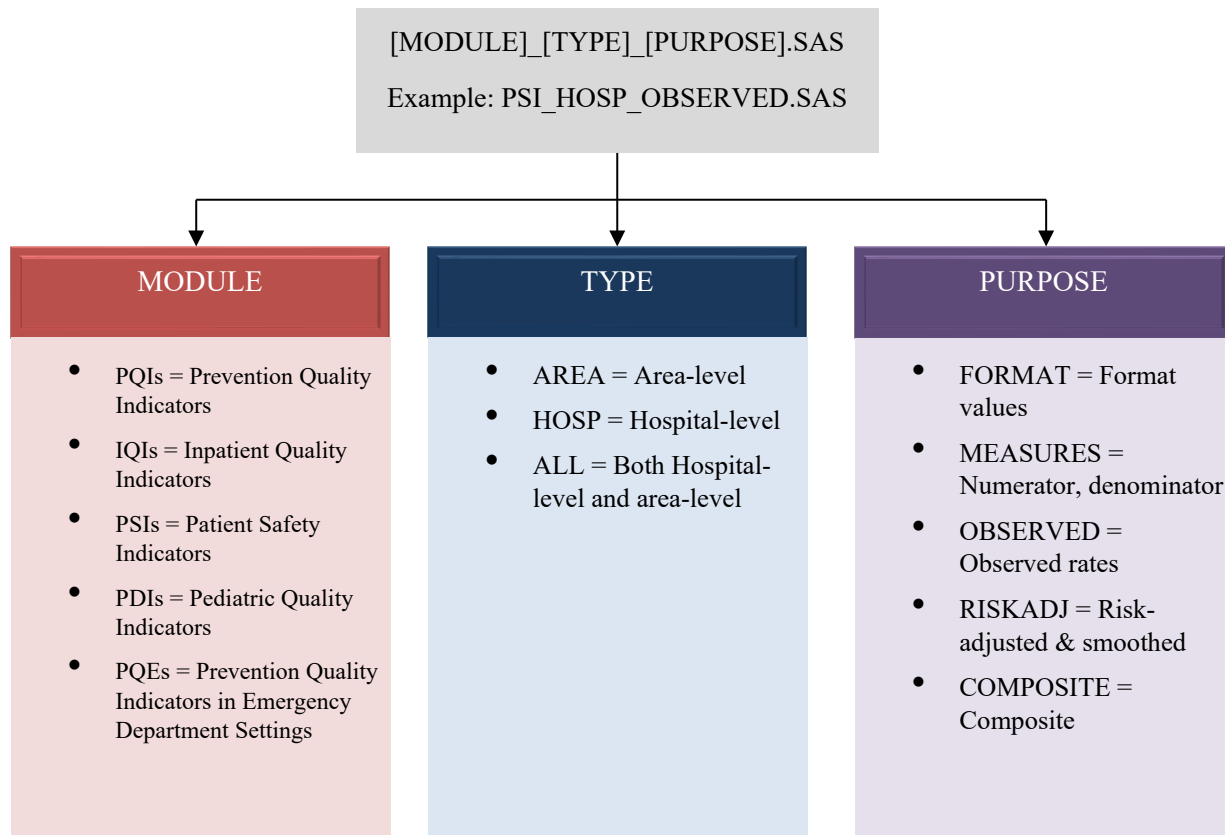 [MODULE]_[TYPE]_[PURPOSE].SAS
Example: PSI_HOSP_OBSERVED.SAS
MODULE
• PQIs = Prevention Quality
Indicators
• IQIs = Inpatient Quality
Indicators
• PSIs = Patient Safety
Indicators
• PDIs = Pediatric Quality
Indicators
• PQEs = Prevention Quality
Indicators in Emergency
Department Settings
TYPE
• AREA = Area-level
• HOSP = Hospital-level
• ALL = Both Hospital-
level and area-level
PURPOSE
• FORMAT = Format
values
• MEASURES =
Numerator, denominator
• OBSERVED =
Observed rates
• RISKADJ = Risk-
adjusted & smoothed
• COMPOSITE =
Composite